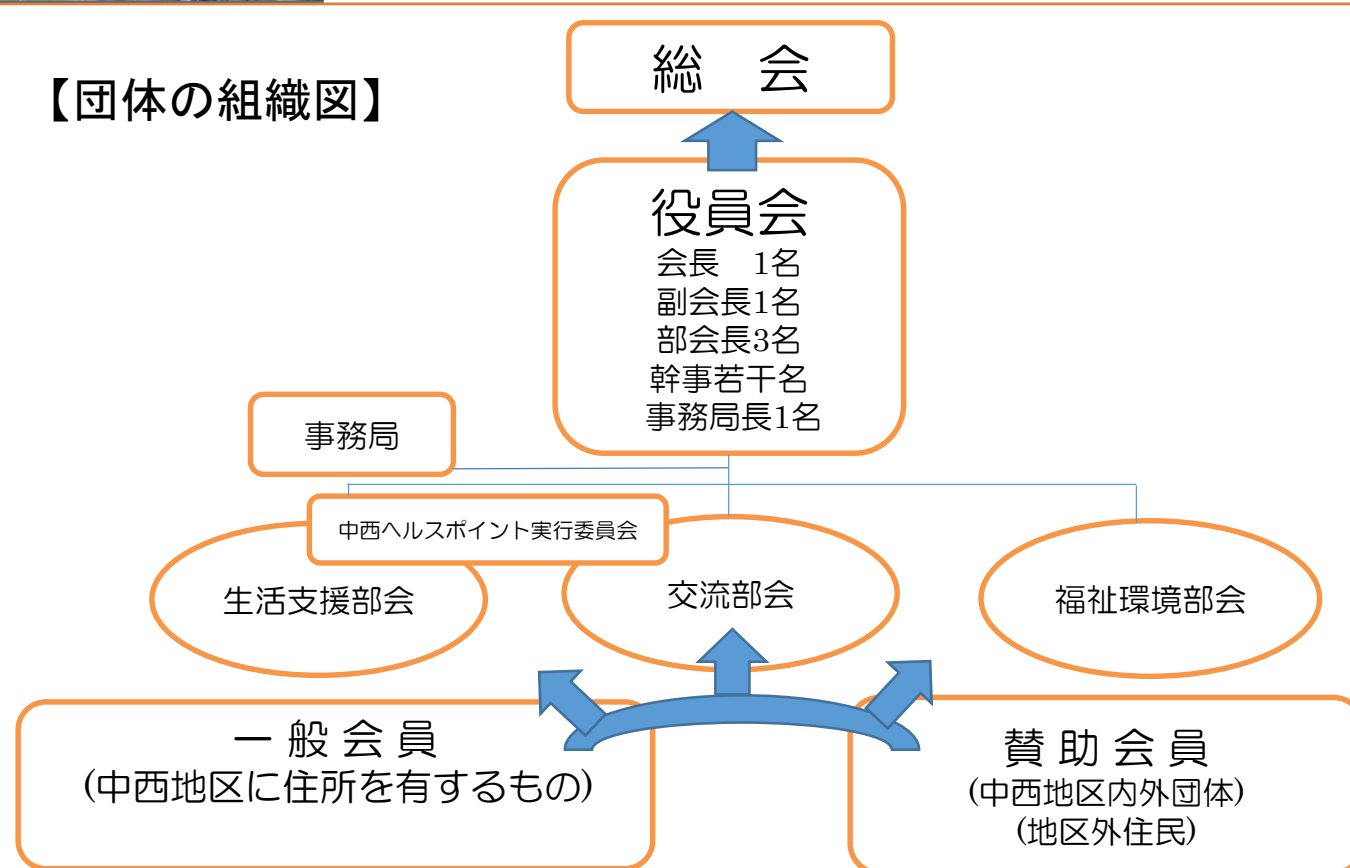 【団体の組織図】
総　会
役員会
会長　1名
副会長1名
部会長3名
幹事若干名
事務局長1名
事務局
中西ヘルスポイント実行委員会
生活支援部会
交流部会
福祉環境部会
一 般 会 員
(中西地区に住所を有するもの)
賛 助 会 員
(中西地区内外団体)
(地区外住民)